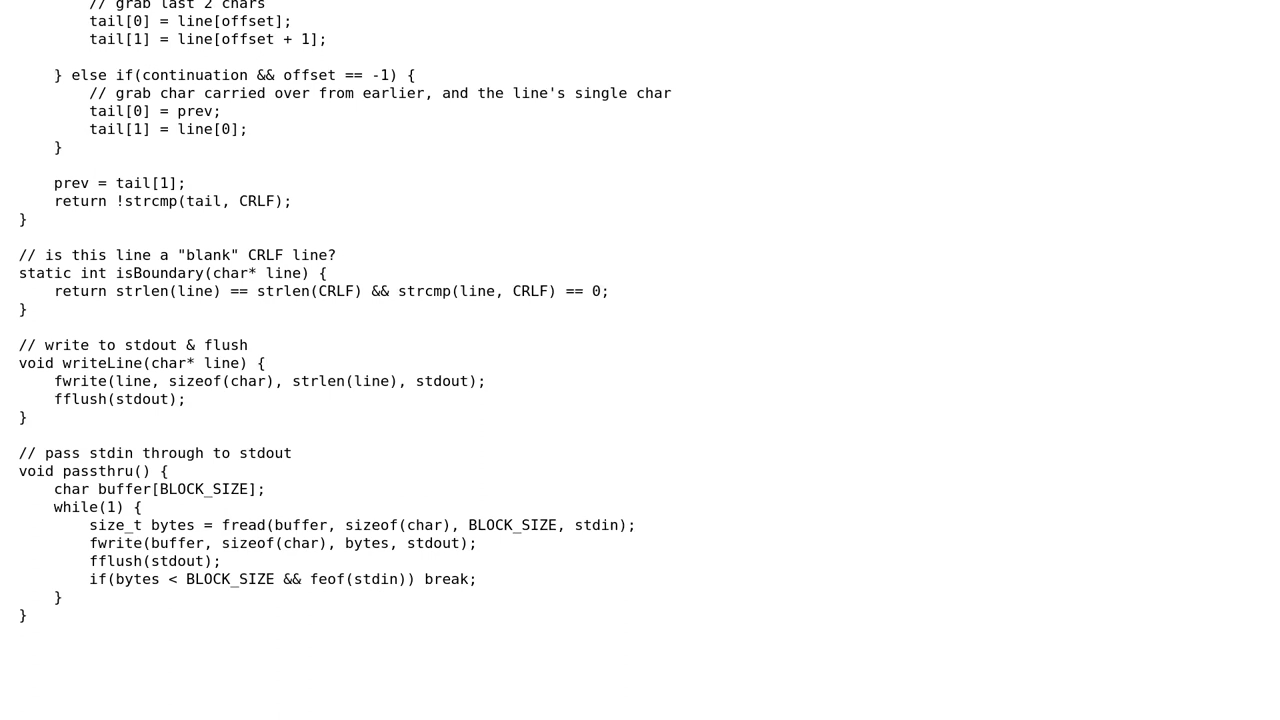 // grab last 2 chars
        tail[0] = line[offset];
        tail[1] = line[offset + 1];

    } else if(continuation && offset == -1) {
        // grab char carried over from earlier, and the line's single char
        tail[0] = prev;
        tail[1] = line[0];
    }

    prev = tail[1];
    return !strcmp(tail, CRLF);
}

// is this line a "blank" CRLF line?
static int isBoundary(char* line) {
    return strlen(line) == strlen(CRLF) && strcmp(line, CRLF) == 0;
}

// write to stdout & flush
void writeLine(char* line) {
    fwrite(line, sizeof(char), strlen(line), stdout);
    fflush(stdout);
}

// pass stdin through to stdout
void passthru() {
    char buffer[BLOCK_SIZE];
    while(1) {
        size_t bytes = fread(buffer, sizeof(char), BLOCK_SIZE, stdin);
        fwrite(buffer, sizeof(char), bytes, stdout);
        fflush(stdout);
        if(bytes < BLOCK_SIZE && feof(stdin)) break;
    }
}